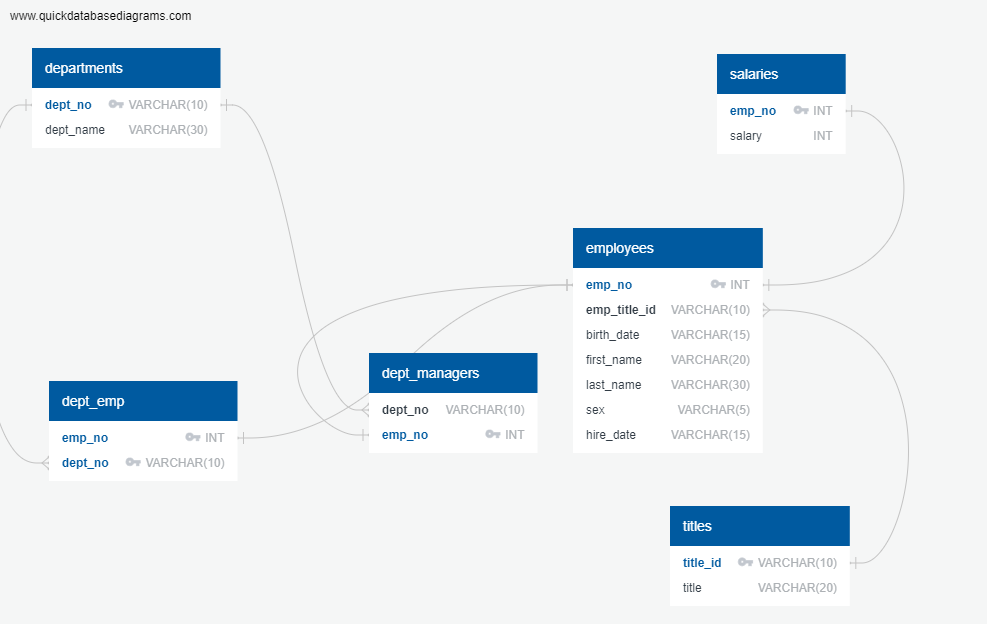 www.quickdatabasediagrams.com
departments
dept_no VARCHAR(10)
dept_name VARCHAR(30)
salaries
emp_no INT
salary INT
employees
emp_no INT
emp_title_id VARCHAR(10)
birth_date VARCHAR(15)
first_name VARCHAR(20)
last_name VARCHAR(30)
sex VARCHAR(5)
hire_date VARCHAR(15)
dept_managers
dept_no VARCHAR(10)
emp_no INT
dept_emp
emp_no INT
dept_no VARCHAR(10)
titles
title_id VARCHAR(10)
title VARCHAR(20)